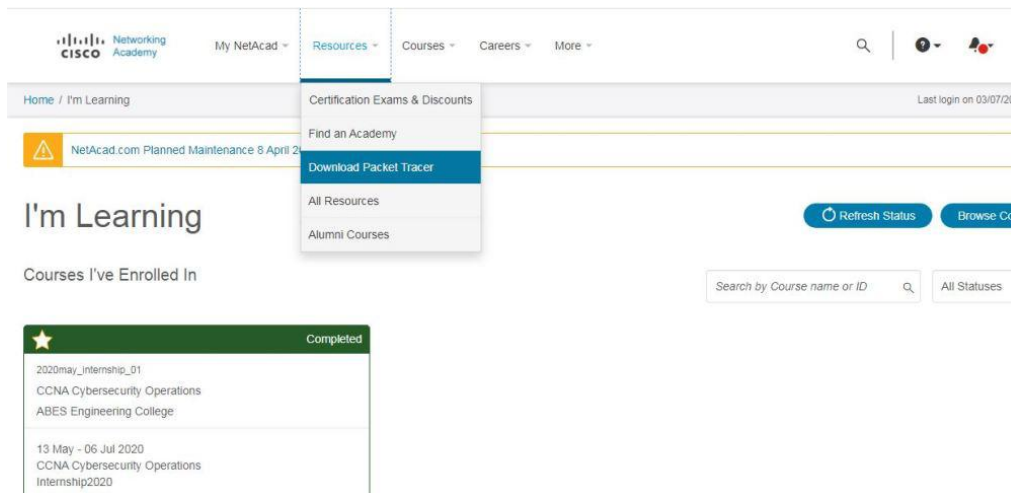 Networking
CISCO Academy
My NetAcad
Resources
Courses
Careers
More
Home / I'm Learning
Last login on 03/07/20
NetAcad.com Planned Maintenance 8 April 2
Certification Exams & Discounts
Find an Academy
Download Packet Tracer
All Resources
Alumni Courses
I'm Learning
Refresh Status
Browse Co
Courses I've Enrolled In
Search by Course name or ID
All Statuses
Completed
2020may_internship_01
CCNA Cybersecurity Operations
ABES Engineering College
13 May - 06 Jul 2020
CCNA Cybersecurity Operations
Internship2020